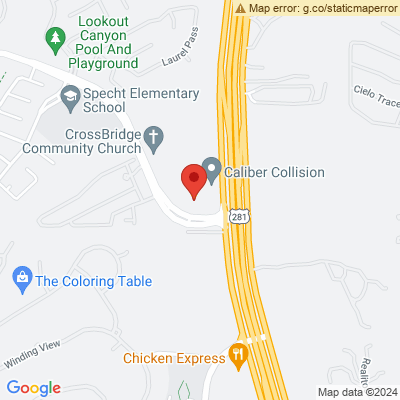 Map error: g.co/staticmaperror
Lookout
Canyon
Pool And
Playground
Laurel Pass
Cielo Trace
Specht Elementary
School
CrossBridge
Community Church
Caliber Collision
281
The Coloring Table
Winding View
Chicken Express
Google
Map data ©2024